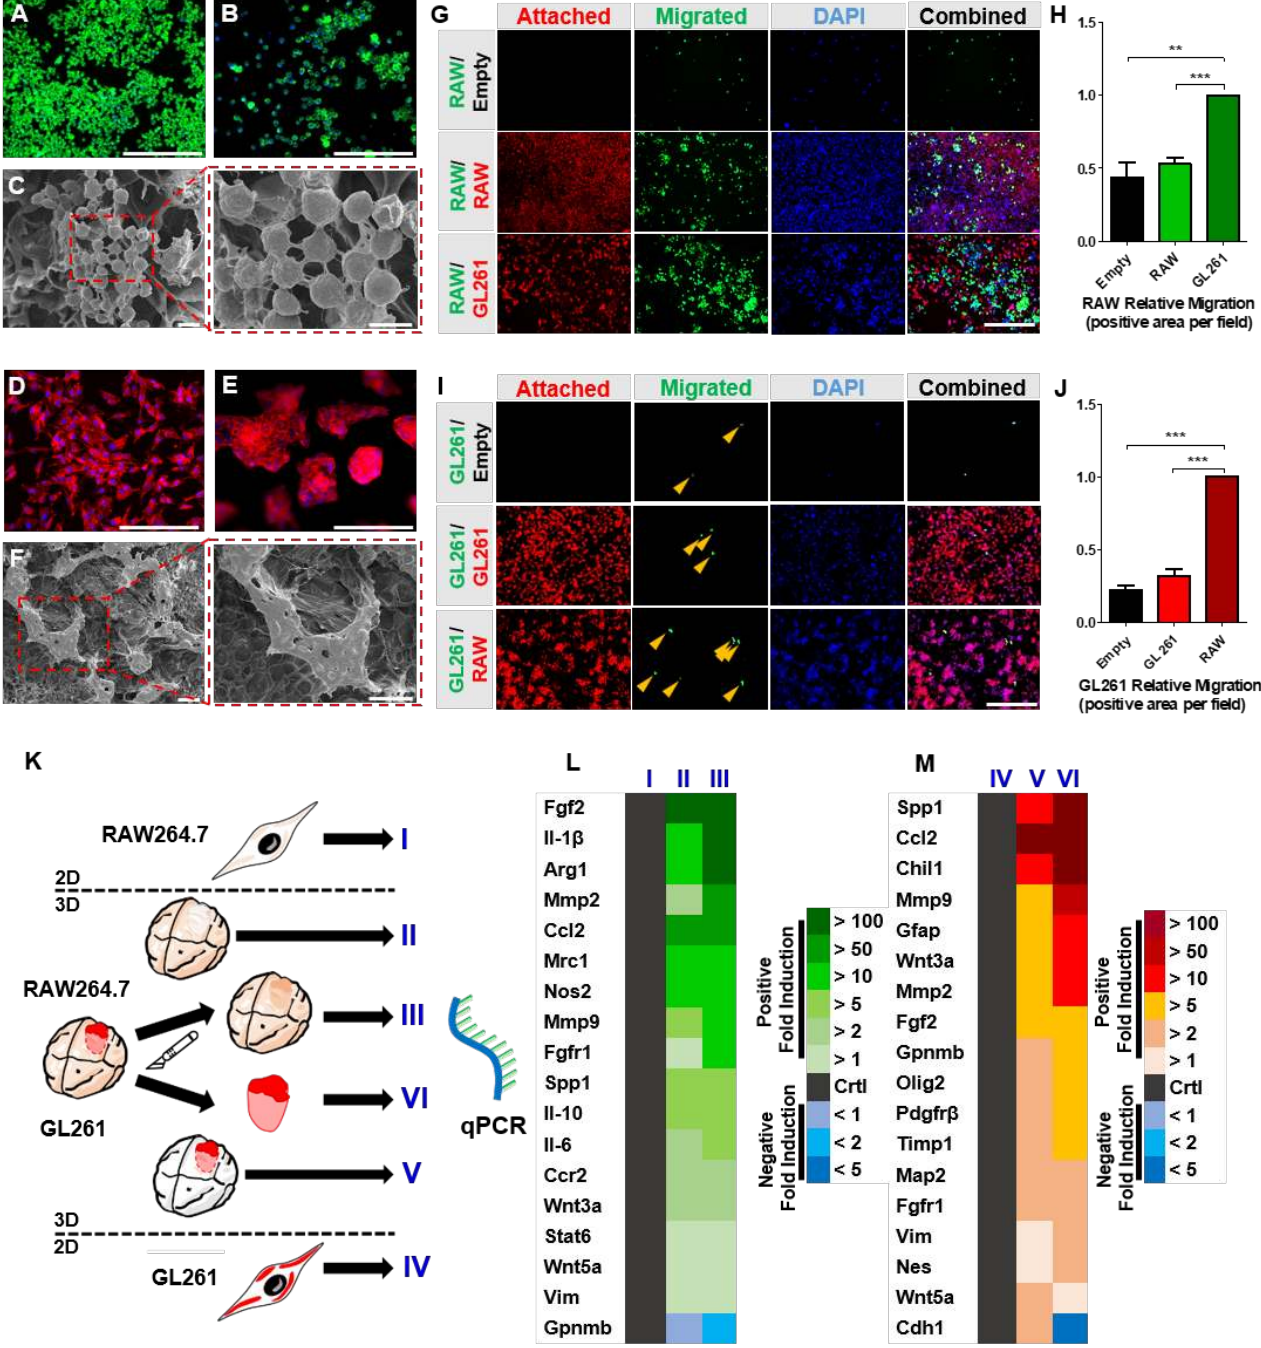 A
B
C
D
E
F
G
Attached
Migrated
DAPI
Combined
RAW/
Empty
RAW/
RAW
RAW/
GL261
H
1.5
1.0
0.5
0.0
**
***
Empty
RAW
GL261
RAW Relative Migration
(positive area per field)
I
Attached
Migrated
DAPI
Combined
GL261/
Empty
GL261/
GL261
GL261/
RAW
J
1.5
1.0
0.5
0.0
***
***
Empty
GL261
RAW
GL261 Relative Migration
(positive area per field)
K
RAW264.7
I
2D
3D
II
RAW264.7
III
GL261
VI
V
3D
2D
GL261
IV
qPCR
L
I II III
Fgf2
Il-1β
Arg1
Mmp2
Ccl2
Mrc1
Nos2
Mmp9
Fgfr1
Spp1
Il-10
Il-6
Ccr2
Wnt3a
Stat6
Wnt5a
Vim
Gpnmb
Positive
Fold Induction
Negative
Fold Induction
> 100
> 50
> 10
> 5
> 2
> 1
Crtl
< 1
< 2
< 5
M
IV V VI
Spp1
Ccl2
Chil1
Mmp9
Gfap
Wnt3a
Mmp2
Fgf2
Gpnmb
Olig2
Pdgfrβ
Timp1
Map2
Fgfr1
Vim
Nes
Wnt5a
Cdh1
Positive
Fold Induction
Negative
Fold Induction
> 100
> 50
> 10
> 5
> 2
> 1
Crtl
< 1
< 2
< 5